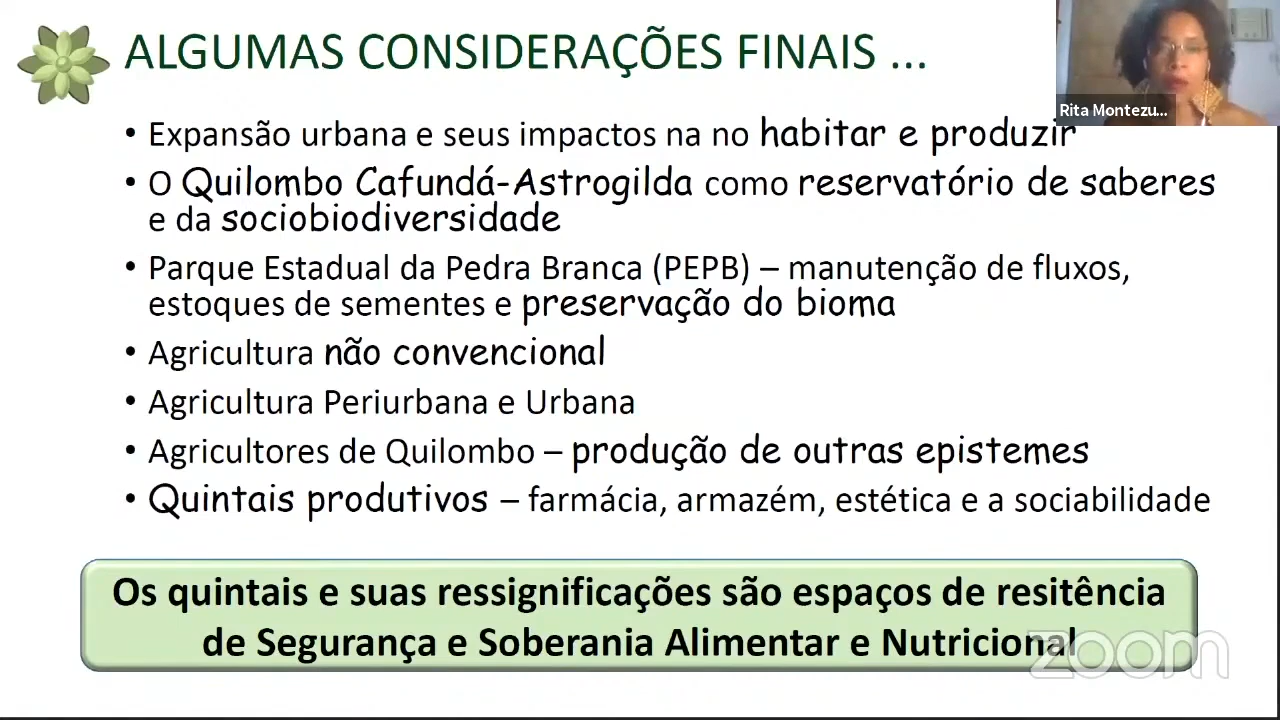 ALGUMAS CONSIDERAÇÕES FINAIS ...
Rita Montezu...
• Expansão urbana e seus impactos na no habitar e produzir
• O Quilombo Cafundá-Astrogilda como reservatório de saberes
e da sociobiodiversidade
• Parque Estadual da Pedra Branca (PEPB) – manutenção de fluxos,
estoques de sementes e preservação do bioma
• Agricultura não convencional
• Agricultura Periurbana e Urbana
• Agricultores de Quilombo – produção de outras epistemes
• Quintais produtivos – farmácia, armazém, estética e a sociabilidade
Os quintais e suas ressignificações são espaços de resitência
de Segurança e Soberania Alimentar e Nutricional
zoom